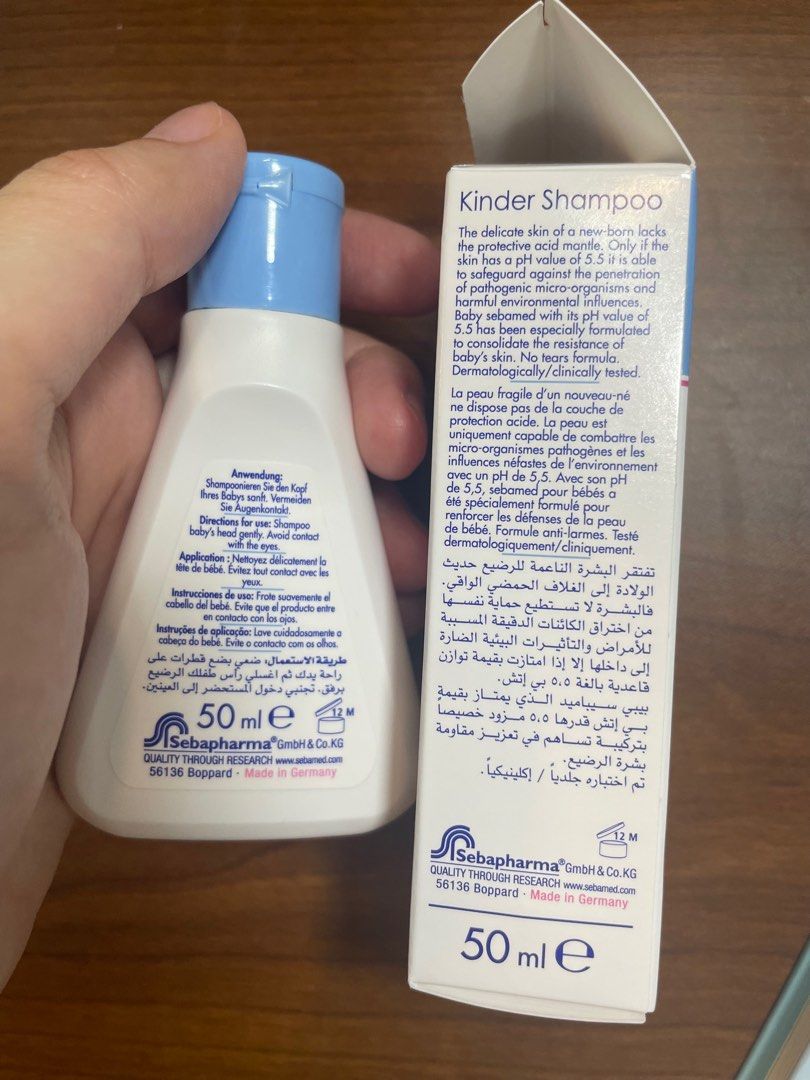 Anwendung:
Shampoonieren Sie den Kopf
Ihres Babys sanft. Vermeiden
Sie Augenkontakt.
Directions for use: Shampoo
baby's head gently. Avoid contact
with the eyes.
Application : Nettoyez délicatement la
tête de bébé. Evitez tout contact avec les
yeux.
Instrucciones de uso: Frote suavemente el
cabello del bebé. Evite que el producto entre
en contacto con los ojos.
Instruções de aplicação: Lave cuidadosamente a
cabeça do bebé. Evite o contacto com os olhos.
طريقة الاستعمال: ضعي بضع قطرات على
راحة يدك ثم اغسلي رأس طفلك الرضيع
برفق. تجنبي دخول المستحضر إلى العينين.
50 ml e
12 M
Sebapharma® GmbH & Co. KG
QUALITY THROUGH RESEARCH www.sebamed.com
56136 Boppard · Made in Germany
Kinder Shampoo
The delicate skin of a new-born lacks
the protective acid mantle. Only if the
skin has a pH value of 5.5 it is able
to safeguard against the penetration
of pathogenic micro-organisms and
harmful environmental influences.
Baby sebamed with its pH value of
5.5 has been especially formulated
to consolidate the resistance of
baby's skin. No tears formula.
Dermatologically/clinically tested.
La peau fragile d'un nouveau-né
ne dispose pas de la couche de
protection acide. La peau est
uniquement capable de combattre les
micro-organismes pathogènes et les
influences néfastes de l'environnement
avec un pH de 5,5. Avec son pH
de 5,5, sebamed pour bébés a
été spécialement formulé pour
renforcer les défenses de la peau
de bébé. Formule anti-larmes. Testé
dermatologiquement/cliniquement.
تفتقر البشرة الناعمة للرضيع حديث
الولادة إلى الغلاف الحمضي الواقي.
فالبشرة لا تستطيع حماية نفسها
من اختراق الكائنات الدقيقة المسببة
للأمراض والتأثيرات البيئية الضارة
إلى داخلها إلا إذا امتازت بقيمة توازن
قاعدية بالغة ٥،٥ بي إتش.
بيبي سيباميد الذي يمتاز بقيمة
بي إتش قدرها ٥،٥ مزود خصيصاً
بتركيبة تساهم في تعزيز مقاومة
بشرة الرضيع.
تم اختباره جلدياً / إكلينيكياً.
12 M
Sebapharma® GmbH & Co. KG
QUALITY THROUGH RESEARCH www.sebamed.com
56136 Boppard · Made in Germany
50 ml e